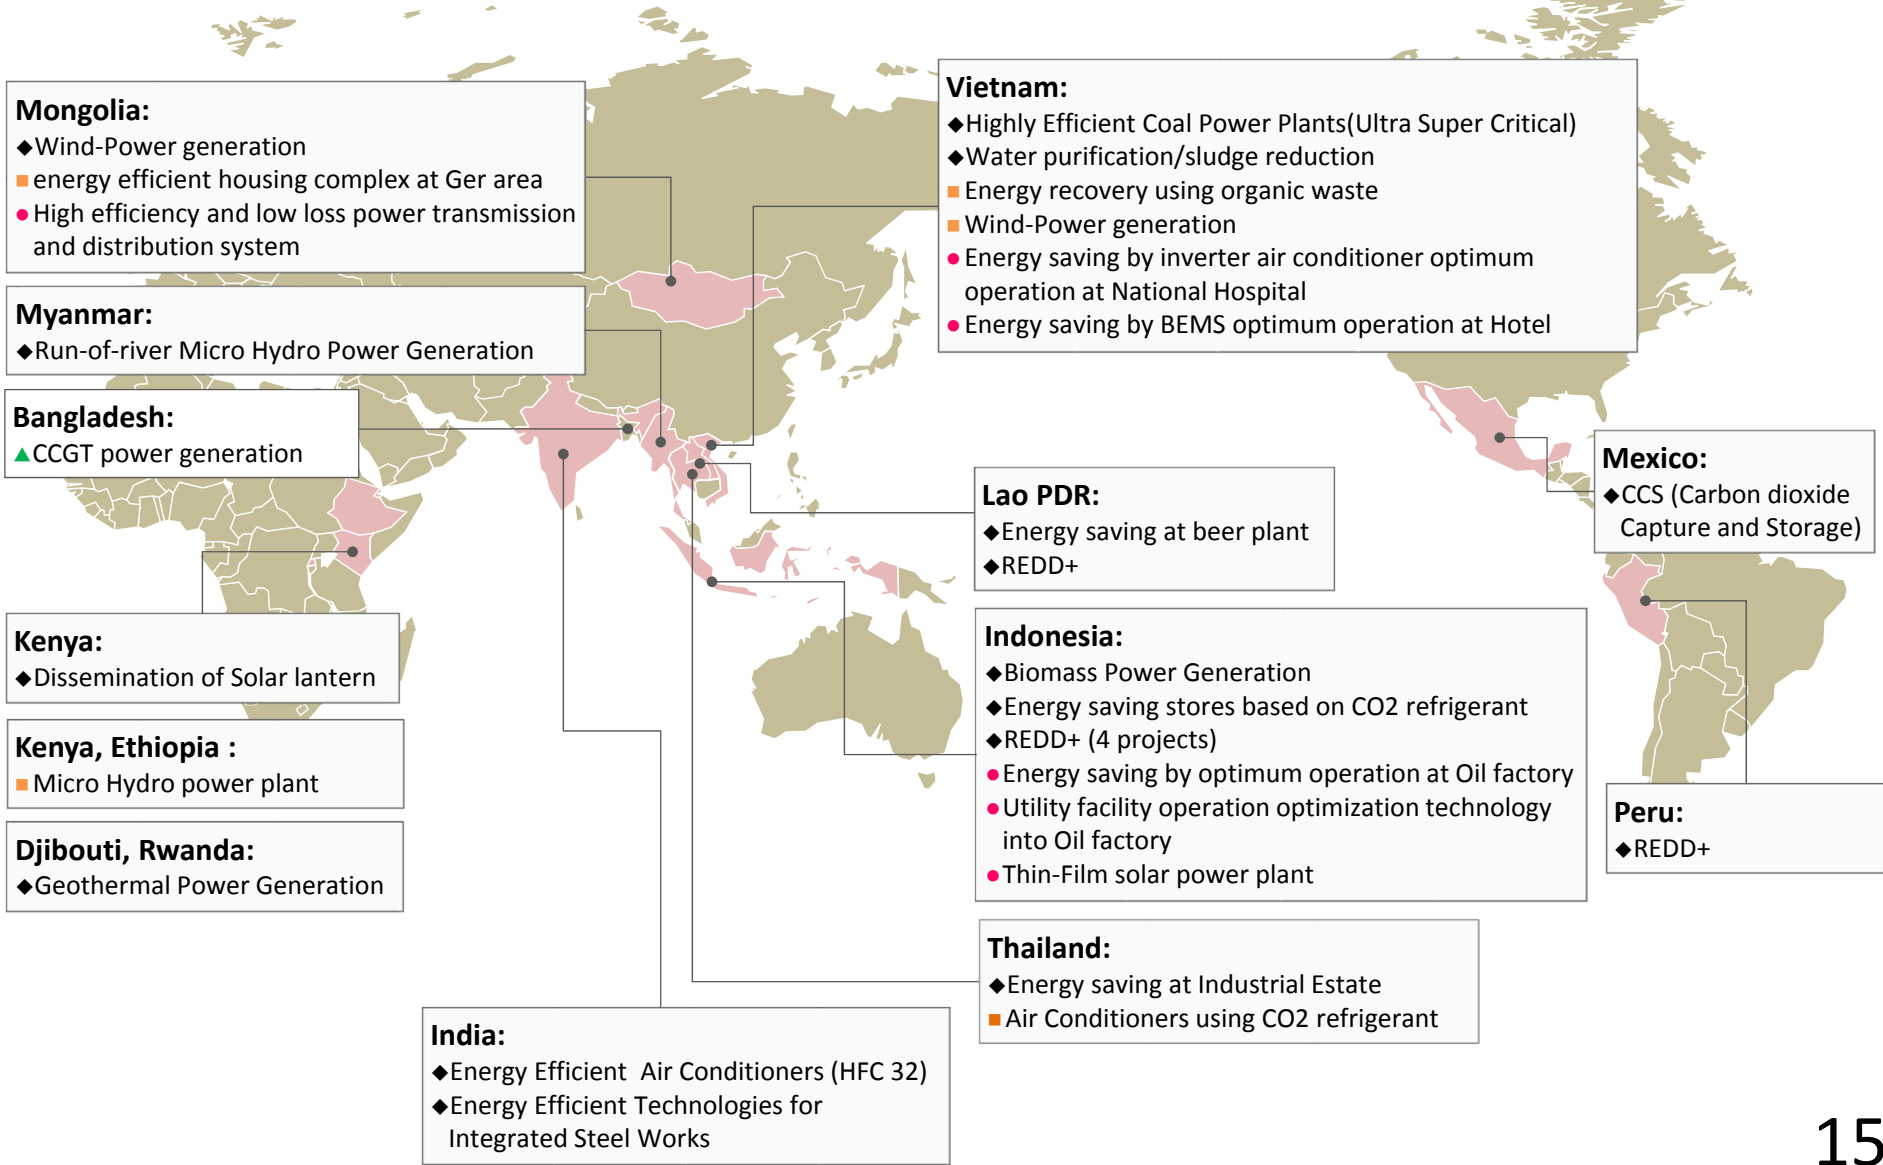 Mongolia:
◆Wind-Power generation
■energy efficient housing complex at Ger area
●High efficiency and low loss power transmission
and distribution system
Myanmar:
◆Run-of-river Micro Hydro Power Generation
Bangladesh:
▲CCGT power generation
Kenya:
◆Dissemination of Solar lantern
Kenya, Ethiopia :
■Micro Hydro power plant
Djibouti, Rwanda:
◆Geothermal Power Generation
India:
◆Energy Efficient  Air Conditioners (HFC 32)
◆Energy Efficient Technologies for
Integrated Steel Works
Vietnam:
◆Highly Efficient Coal Power Plants(Ultra Super Critical)
◆Water purification/sludge reduction
■Energy recovery using organic waste
■Wind-Power generation
●Energy saving by inverter air conditioner optimum
operation at National Hospital
●Energy saving by BEMS optimum operation at Hotel
Lao PDR:
◆Energy saving at beer plant
◆REDD+
Indonesia:
◆Biomass Power Generation
◆Energy saving stores based on CO2 refrigerant
◆REDD+ (4 projects)
●Energy saving by optimum operation at Oil factory
●Utility facility operation optimization technology
into Oil factory
●Thin-Film solar power plant
Thailand:
◆Energy saving at Industrial Estate
■Air Conditioners using CO2 refrigerant
Mexico:
◆CCS (Carbon dioxide
Capture and Storage)
Peru:
◆REDD+
15